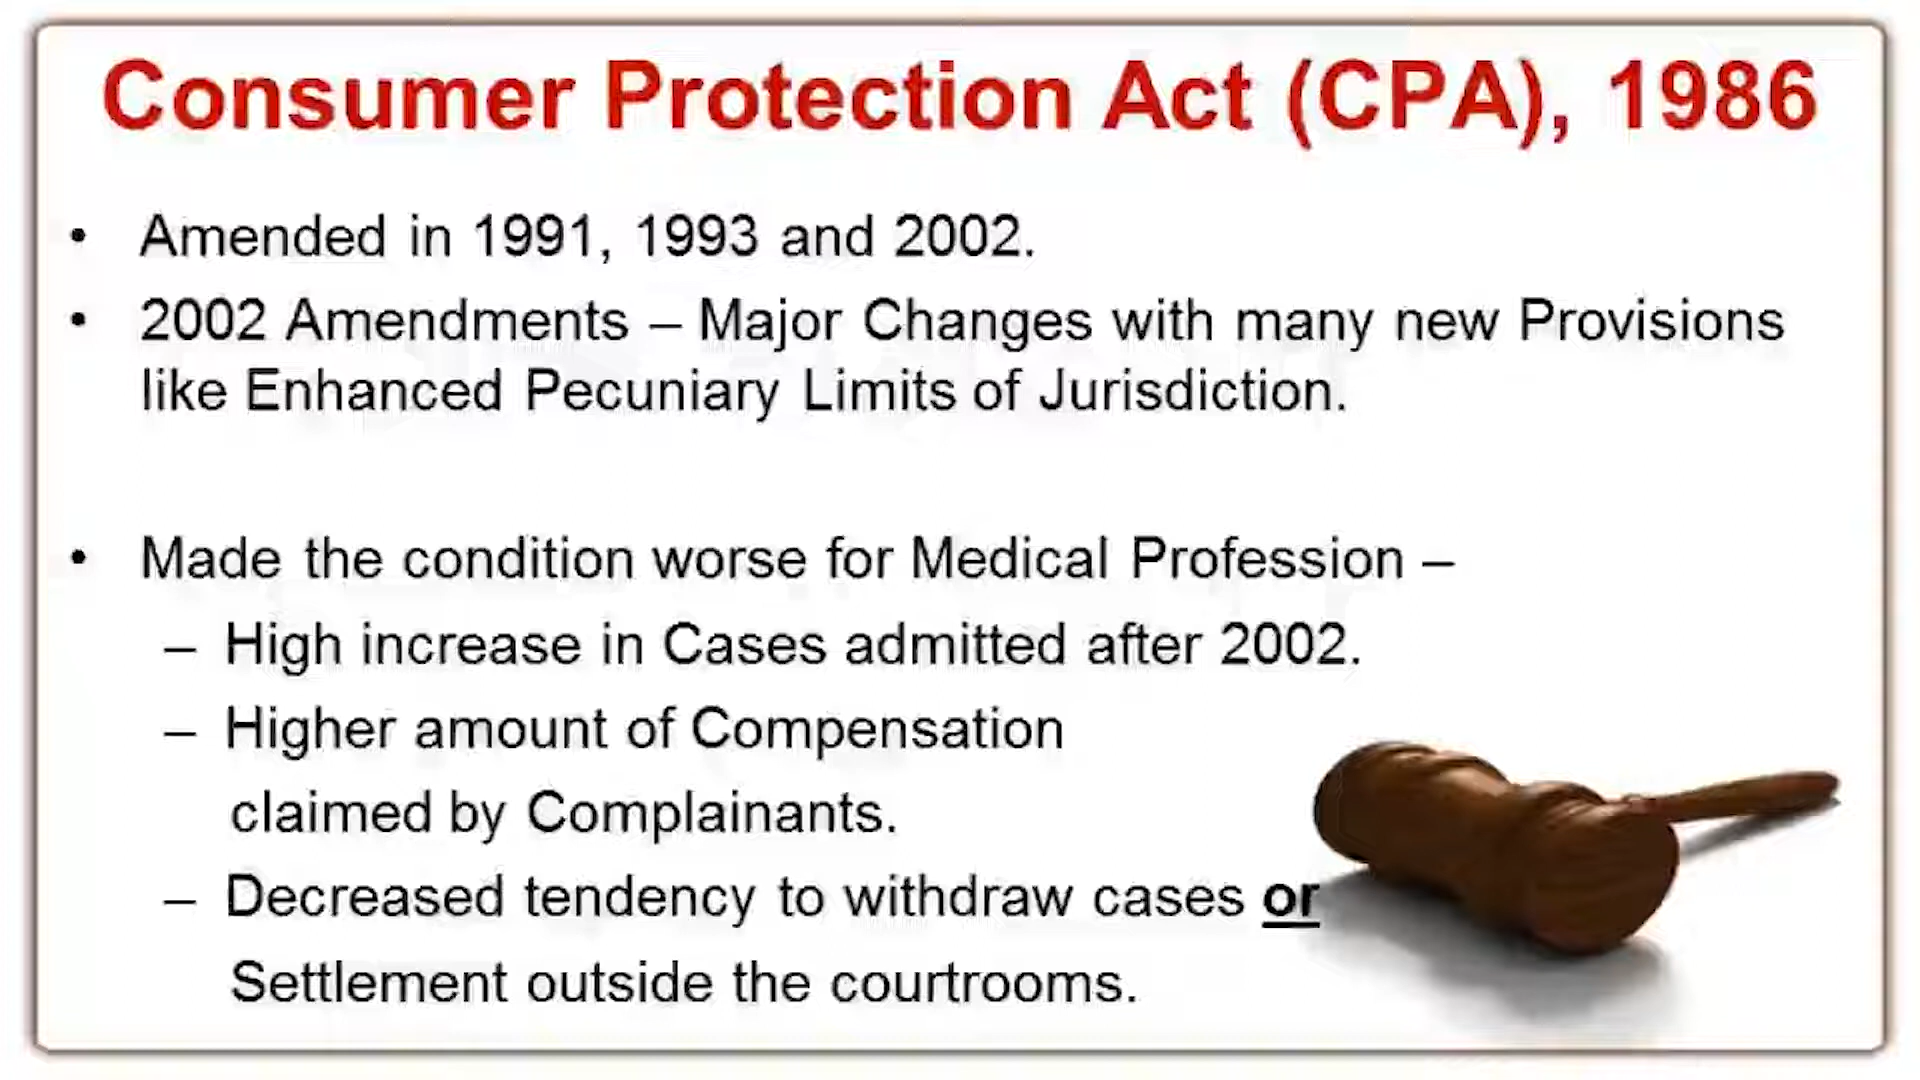 Consumer Protection Act (CPA), 1986
• Amended in 1991, 1993 and 2002.
• 2002 Amendments – Major Changes with many new Provisions
like Enhanced Pecuniary Limits of Jurisdiction.
• Made the condition worse for Medical Profession –
– High increase in Cases admitted after 2002.
– Higher amount of Compensation
claimed by Complainants.
– Decreased tendency to withdraw cases or
Settlement outside the courtrooms.